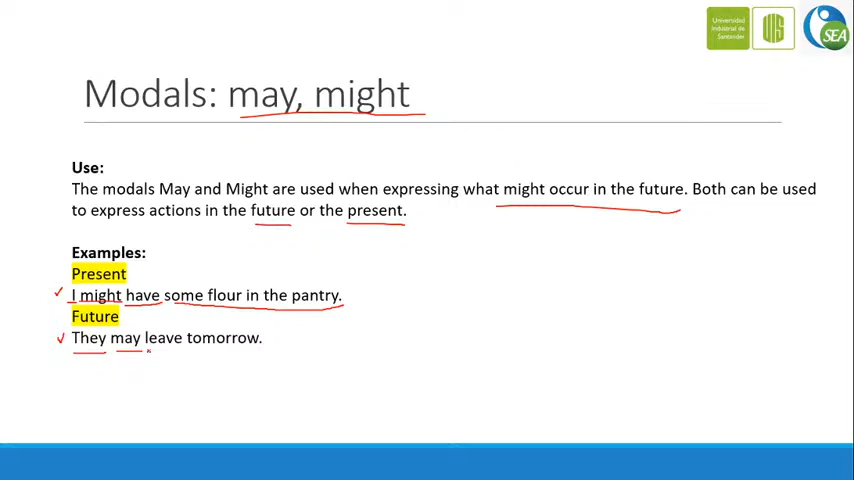 Universidad
Industrial de
Santander
UIS
SEA
Modals: may, might
Use:
The modals May and Might are used when expressing what might occur in the future. Both can be used
to express actions in the future or the present.
Examples:
Present
I might have some flour in the pantry.
Future
They may leave tomorrow.